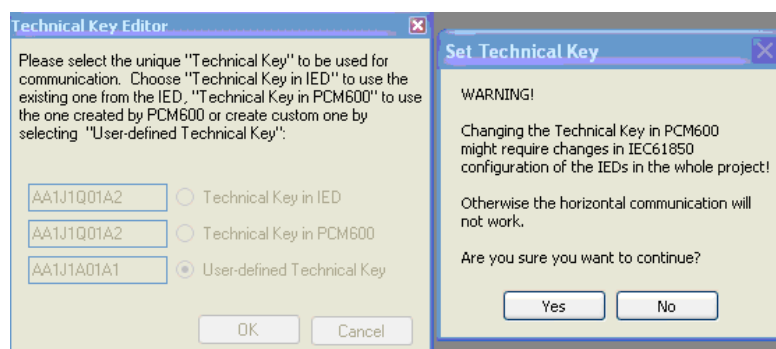 Technical Key Editor
Please select the unique "Technical Key" to be used for
communication. Choose "Technical Key in IED" to use the
existing one from the IED, "Technical Key in PCM600" to use
the one created by PCM600 or create custom one by
selecting "User-defined Technical Key":
AA1J1Q01A2 Technical Key in IED
AA1J1Q01A2 Technical Key in PCM600
AA1J1A01A1 User-defined Technical Key
OK Cancel
Set Technical Key
WARNING!
Changing the Technical Key in PCM600
might require changes in IEC61850
configuration of the IEDs in the whole project!
Otherwise the horizontal communication will
not work.
Are you sure you want to continue?
Yes No